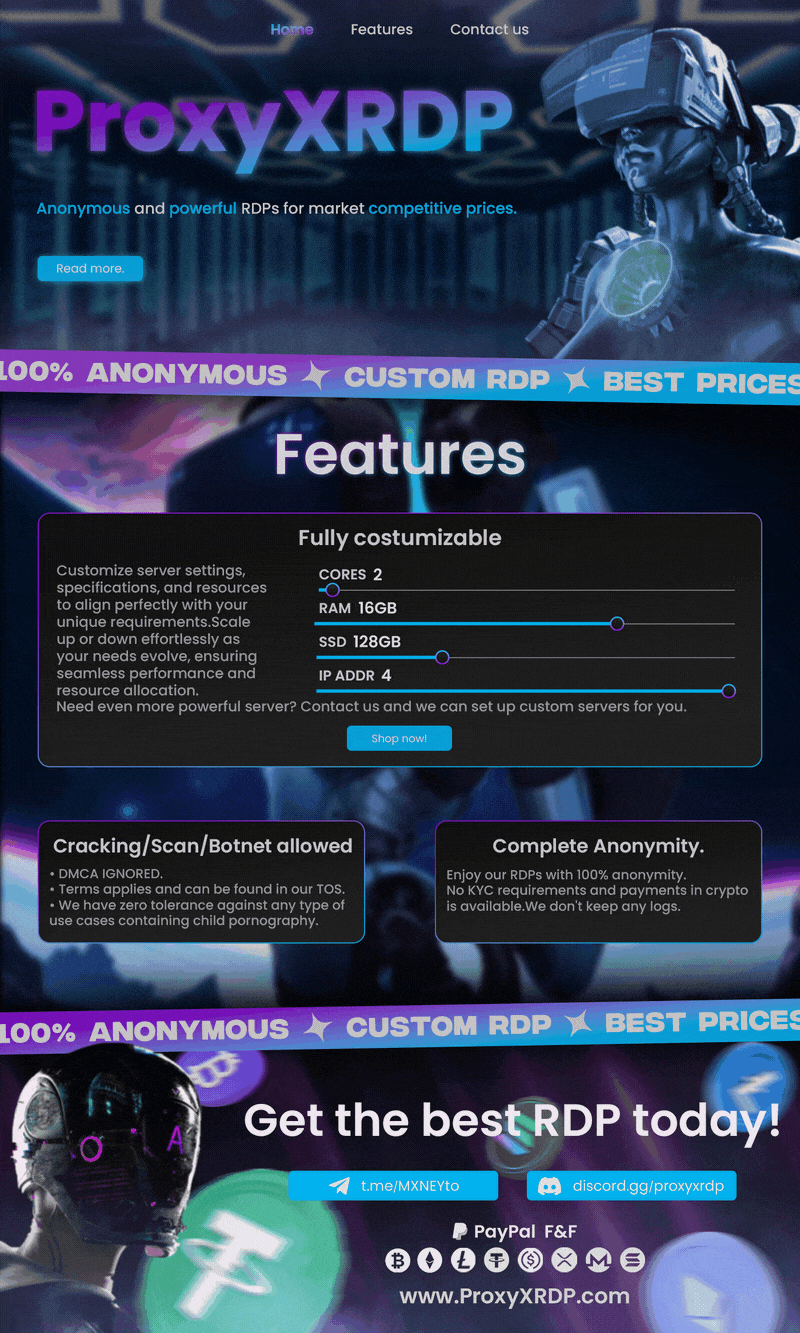 Home Features Contact us
ProxyXRDP
Anonymous and powerful RDPs for market competitive prices.
Read more.
100% ANONYMOUS CUSTOM RDP BEST PRICES
Features
Fully costumizable
Customize server settings,
specifications, and resources
to align perfectly with your
unique requirements.Scale
up or down effortlessly as
your needs evolve, ensuring
seamless performance and
resource allocation.
CORES 2
RAM 16GB
SSD 128GB
IP ADDR 4
Need even more powerful server? Contact us and we can set up custom servers for you.
Shop now!
Cracking/Scan/Botnet allowed
• DMCA IGNORED.
• Terms applies and can be found in our TOS.
• We have zero tolerance against any type of
use cases containing child pornography.
Complete Anonymity.
Enjoy our RDPs with 100% anonymity.
No KYC requirements and payments in crypto
is available.We don't keep any logs.
100% ANONYMOUS CUSTOM RDP BEST PRICES
A
Get the best RDP today!
t.me/MXNEYto
discord.gg/proxyxrdp
PayPal F&F
www.ProxyXRDP.com